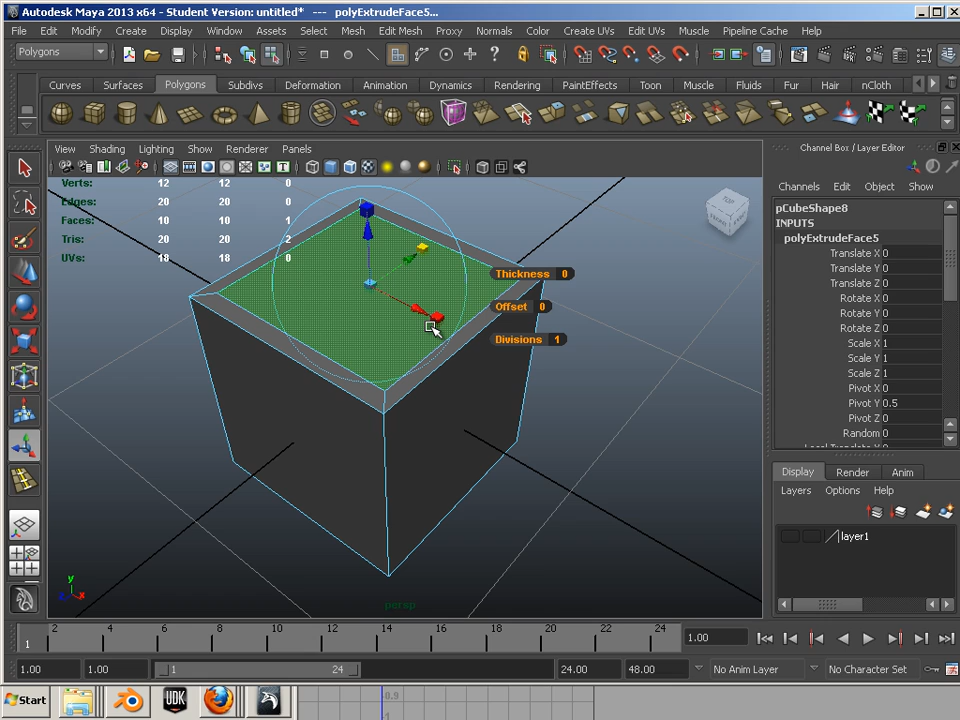 Autodesk Maya 2013 x64 - Student Version: untitled* --- polyExtrudeFace5...
File Edit Modify Create Display Window Assets Select Mesh Edit Mesh Proxy Normals Color Create UVs Edit UVs Muscle Pipeline Cache Help
Polygons
Curves Surfaces Polygons Subdivs Deformation Animation Dynamics Rendering PaintEffects Toon Muscle Fluids Fur Hair nCloth
View Shading Lighting Show Renderer Panels
Channel Box / Layer Editor
Channels Edit Object Show
Verts: 12 12 0
Edges: 20 20 0
Faces: 10 10 1
Tris: 20 20 2
UVs: 18 18 0
TOP
FRONT
Thickness 0
Offset 0
Divisions 1
persp
y
x
pCubeShape8
INPUTS
polyExtrudeFace5
Translate X 0
Translate Y 0
Translate Z 0
Rotate X 0
Rotate Y 0
Rotate Z 0
Scale X 1
Scale Y 1
Scale Z 1
Pivot X 0
Pivot Y 0.5
Pivot Z 0
Random 0
Display Render Anim
Layers Options Help
layer1
1 2 4 6 8 10 12 14 16 18 20 22 24 1.00
1.00 1.00 1 24 24.00 48.00 No Anim Layer No Character Set
Start UDK 0.9